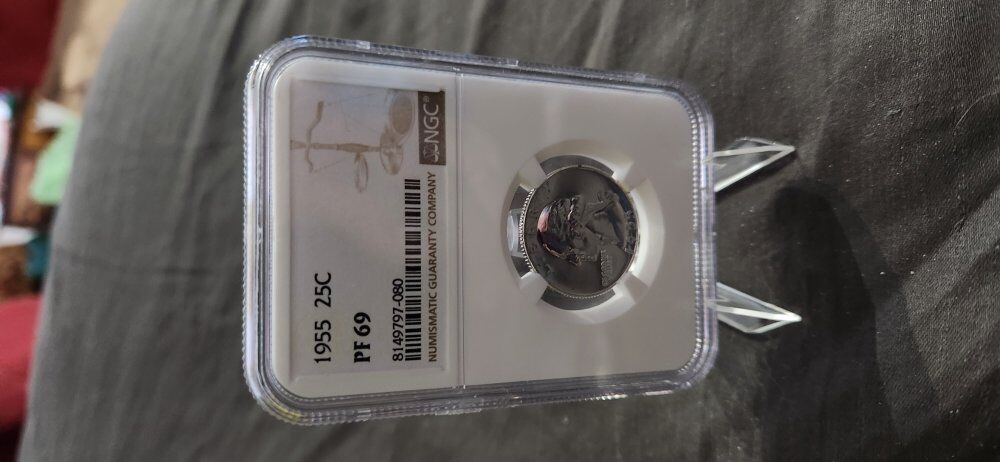 1955 25C
PF 69
8149797-080
NUMISMATIC GUARANTY COMPANY
NGC®